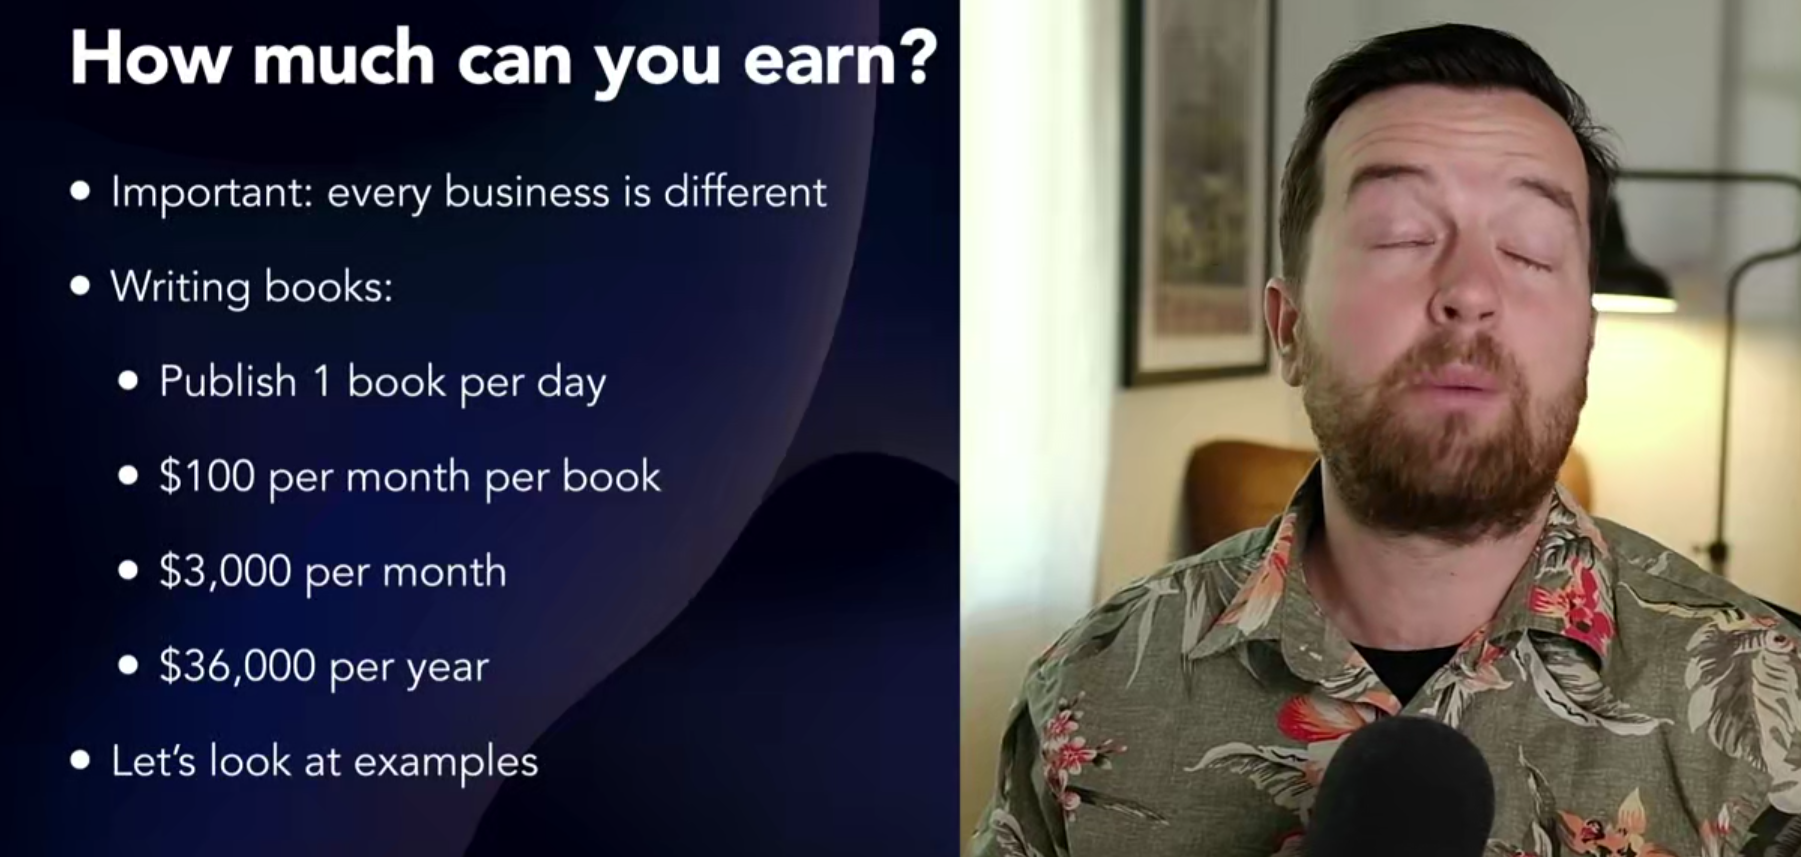 How much can you earn?
• Important: every business is different
• Writing books:
• Publish 1 book per day
• $100 per month per book
• $3,000 per month
• $36,000 per year
• Let's look at examples